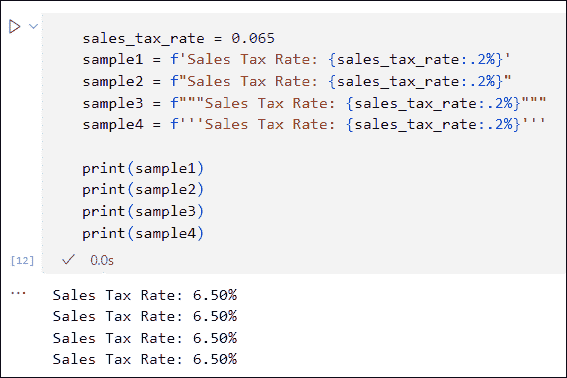 sales_tax_rate = 0.065
sample1 = f'Sales Tax Rate: {sales_tax_rate:.2%}'
sample2 = f"Sales Tax Rate: {sales_tax_rate:.2%}"
sample3 = f"""Sales Tax Rate: {sales_tax_rate:.2%}"""
sample4 = f'''Sales Tax Rate: {sales_tax_rate:.2%}'''
print(sample1)
print(sample2)
print(sample3)
print(sample4)
[12] ✓ 0.0s
... Sales Tax Rate: 6.50%
Sales Tax Rate: 6.50%
Sales Tax Rate: 6.50%
Sales Tax Rate: 6.50%